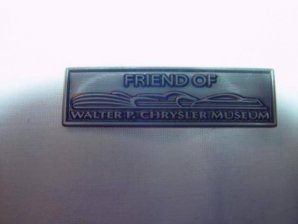 FRIEND OF
WALTER P. CHRYSLER MUSEUM